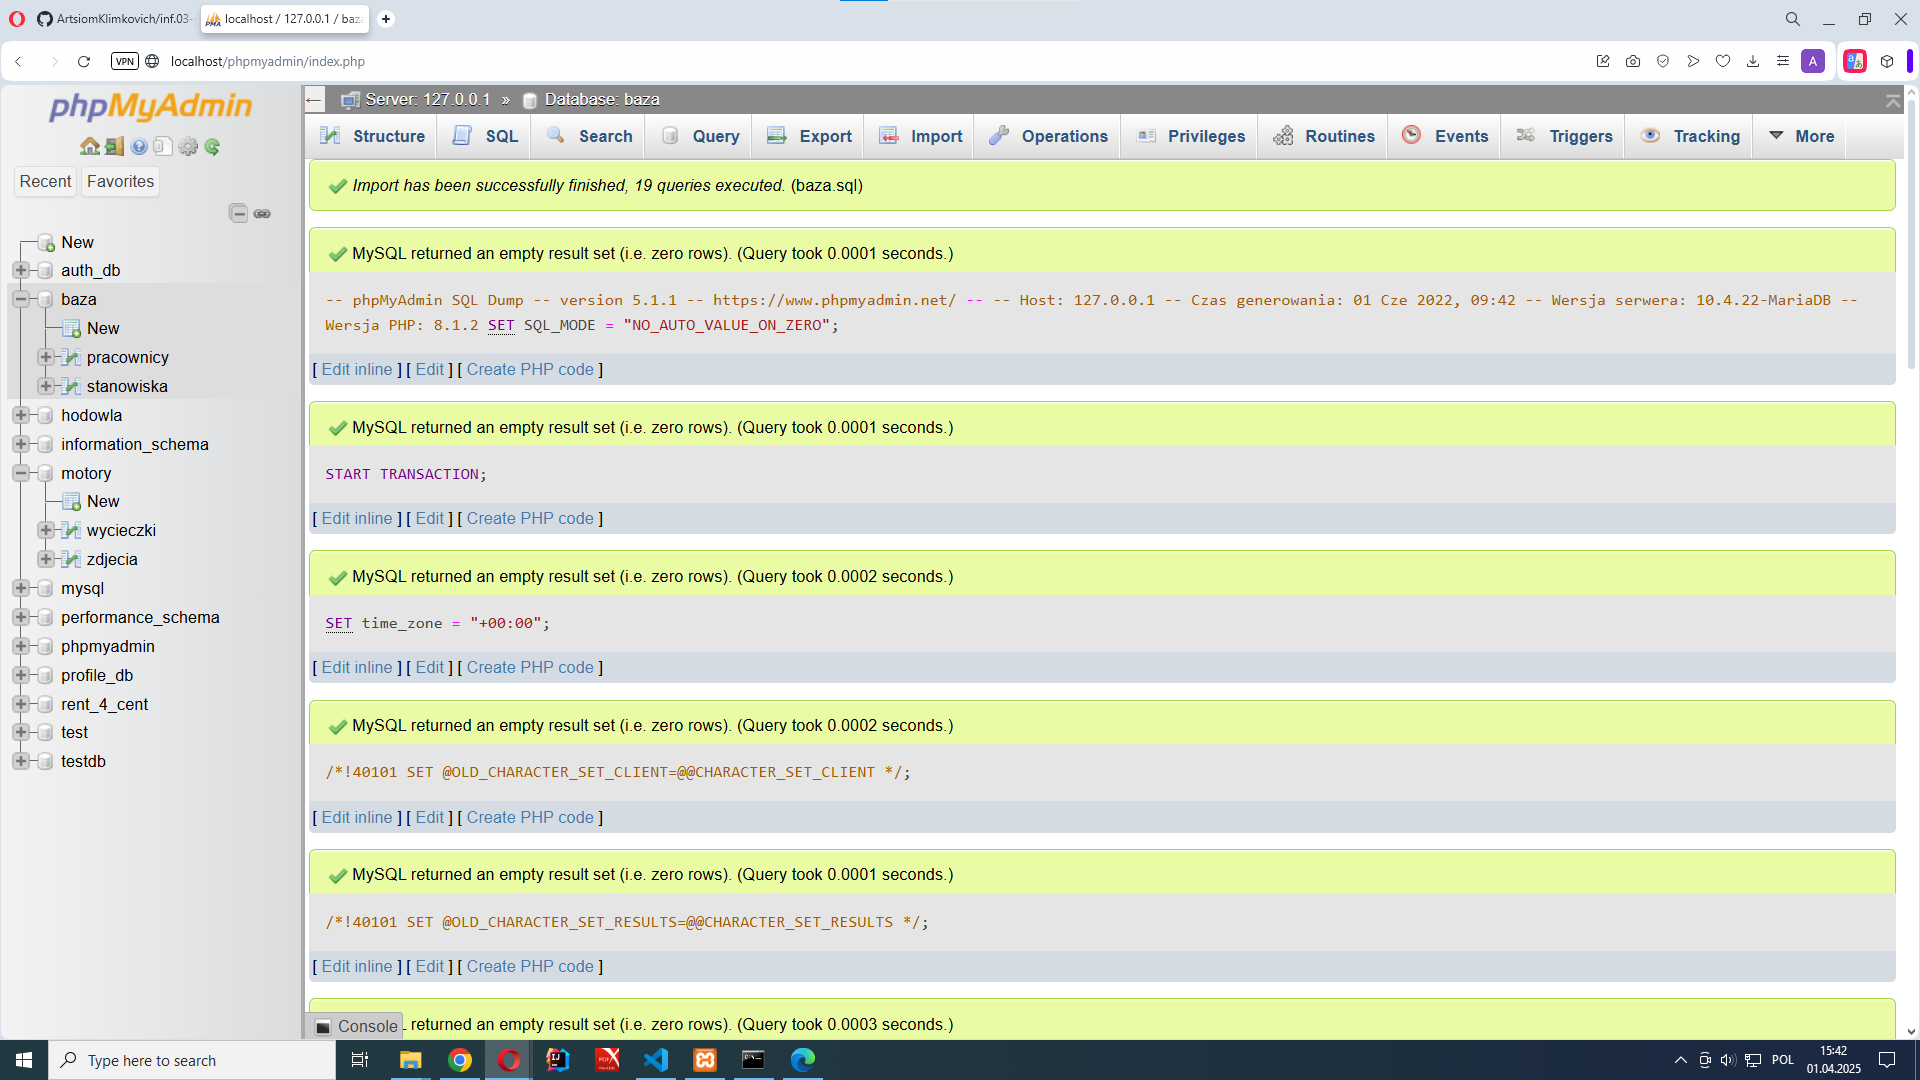 ArtsiomKlimkovich/inf.03-
localhost / 127.0.0.1 / baza
VPN
localhost/phpmyadmin/index.php
A
phpMyAdmin
Recent
Favorites
New
auth_db
baza
New
pracownicy
stanowiska
hodowla
information_schema
motory
New
wycieczki
zdjecia
mysql
performance_schema
phpmyadmin
profile_db
rent_4_cent
test
testdb
Server: 127.0.0.1 » Database: baza
Structure SQL Search Query Export Import Operations Privileges Routines Events Triggers Tracking More
Import has been successfully finished, 19 queries executed. (baza.sql)
MySQL returned an empty result set (i.e. zero rows). (Query took 0.0001 seconds.)
-- phpMyAdmin SQL Dump -- version 5.1.1 -- https://www.phpmyadmin.net/ -- -- Host: 127.0.0.1 -- Czas generowania: 01 Cze 2022, 09:42 -- Wersja serwera: 10.4.22-MariaDB --
Wersja PHP: 8.1.2 SET SQL_MODE = "NO_AUTO_VALUE_ON_ZERO";
[ Edit inline ] [ Edit ] [ Create PHP code ]
MySQL returned an empty result set (i.e. zero rows). (Query took 0.0001 seconds.)
START TRANSACTION;
[ Edit inline ] [ Edit ] [ Create PHP code ]
MySQL returned an empty result set (i.e. zero rows). (Query took 0.0002 seconds.)
SET time_zone = "+00:00";
[ Edit inline ] [ Edit ] [ Create PHP code ]
MySQL returned an empty result set (i.e. zero rows). (Query took 0.0002 seconds.)
/*!40101 SET @OLD_CHARACTER_SET_CLIENT=@@CHARACTER_SET_CLIENT */;
[ Edit inline ] [ Edit ] [ Create PHP code ]
MySQL returned an empty result set (i.e. zero rows). (Query took 0.0001 seconds.)
/*!40101 SET @OLD_CHARACTER_SET_RESULTS=@@CHARACTER_SET_RESULTS */;
[ Edit inline ] [ Edit ] [ Create PHP code ]
returned an empty result set (i.e. zero rows). (Query took 0.0003 seconds.)
Console
Type here to search
POL
15:42
01.04.2025